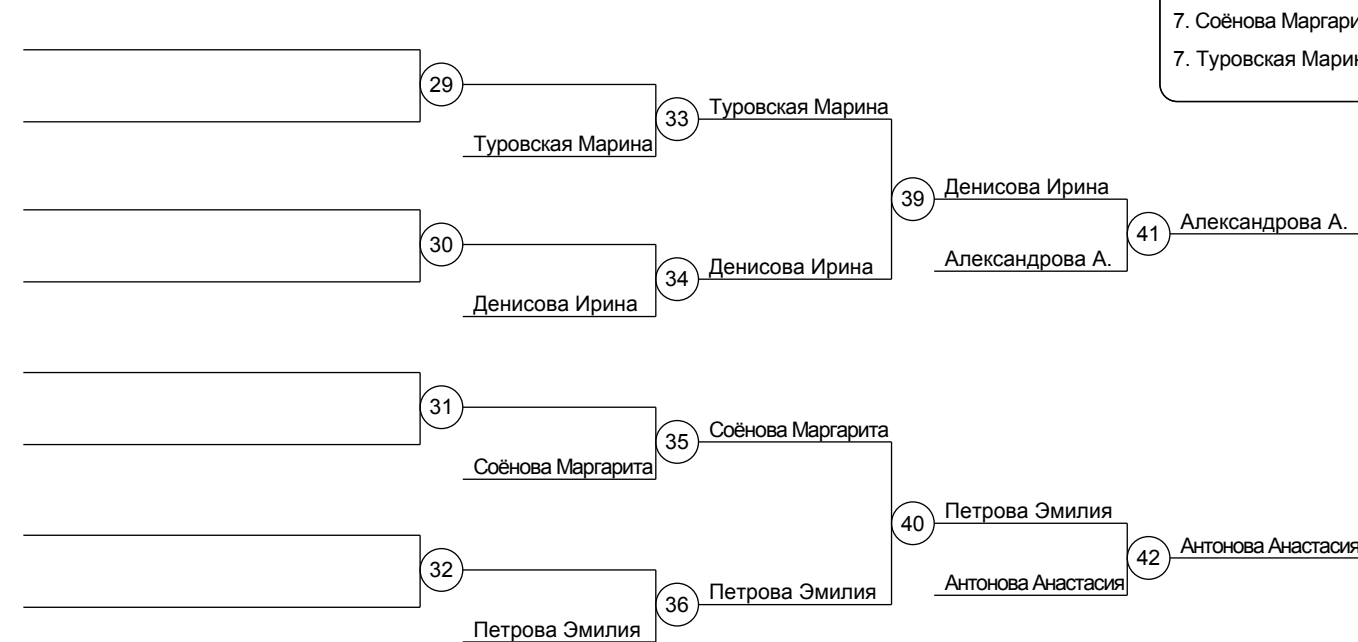 7. Соёнова Маргари
7. Туровская Мари
29
Туровская Марина
33
Туровская Марина
39
Денисова Ирина
30
Денисова Ирина
34
Денисова Ирина
Александрова А.
41
Александрова А.
31
Соёнова Маргарита
35
Соёнова Маргарита
40
Петрова Эмилия
32
Петрова Эмилия
36
Петрова Эмилия
Антонова Анастасия
42
Антонова Анастасия